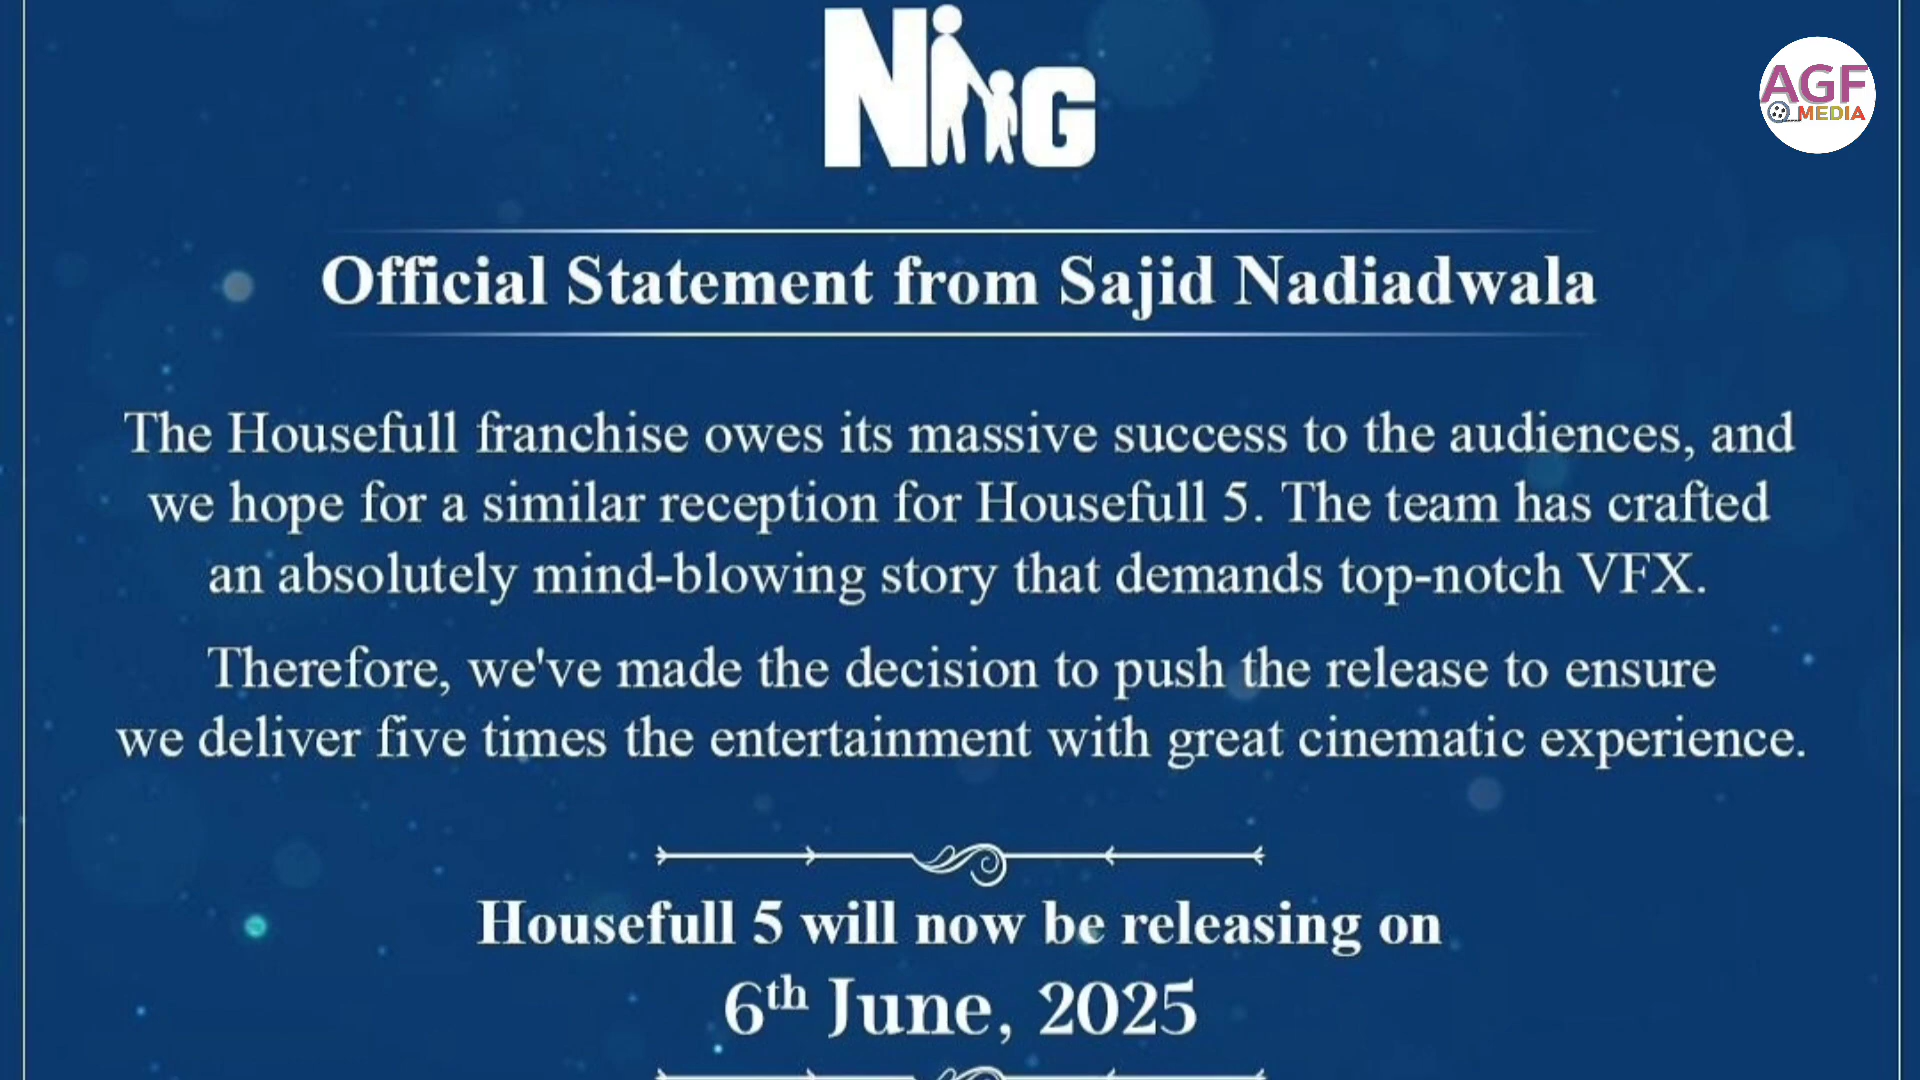 NG
AGF
MEDIA
Official Statement from Sajid Nadiadwala
The Housefull franchise owes its massive success to the audiences, and
we hope for a similar reception for Housefull 5. The team has crafted
an absolutely mind-blowing story that demands top-notch VFX.
Therefore, we've made the decision to push the release to ensure
we deliver five times the entertainment with great cinematic experience.
Housefull 5 will now be releasing on
6th June, 2025